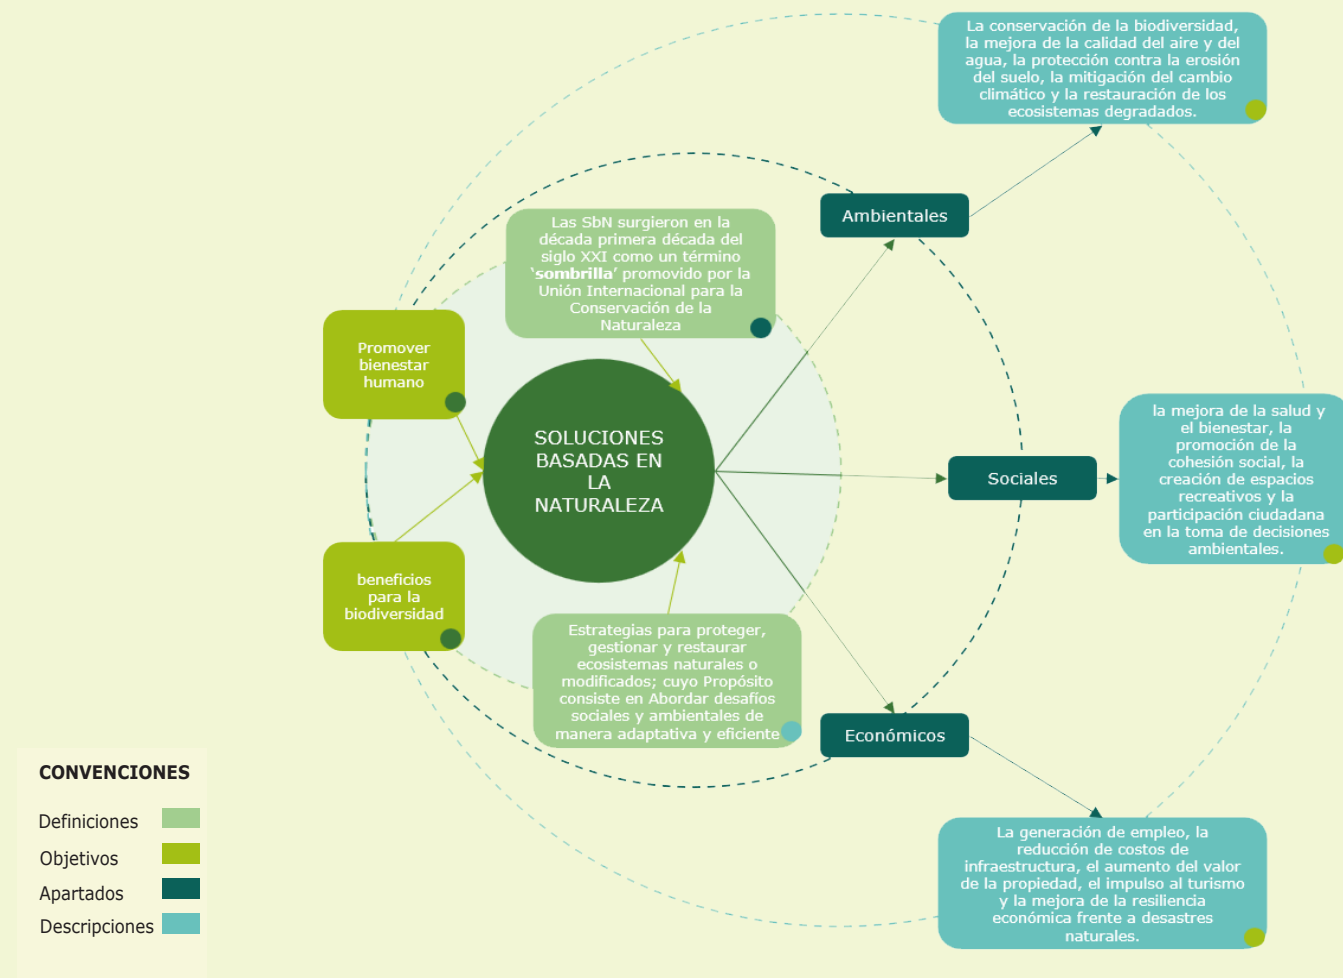 La conservación de la biodiversidad,
la mejora de la calidad del aire y del
agua, la protección contra la erosión
del suelo, la mitigación del cambio
climático y la restauración de los
ecosistemas degradados.
Ambientales
Las SbN surgieron en la
década primera década del
siglo XXI como un término
‘sombrilla’ promovido por la
Unión Internacional para la
Conservación de la
Naturaleza
Promover
bienestar
humano
SOLUCIONES
BASADAS EN
LA
NATURALEZA
Sociales
la mejora de la salud y
el bienestar, la
promoción de la
cohesión social, la
creación de espacios
recreativos y la
participación ciudadana
en la toma de decisiones
ambientales.
beneficios
para la
biodiversidad
Estrategias para proteger,
gestionar y restaurar
ecosistemas naturales o
modificados; cuyo Propósito
consiste en Abordar desafíos
sociales y ambientales de
manera adaptativa y eficiente
Económicos
La generación de empleo, la
reducción de costos de
infraestructura, el aumento del valor
de la propiedad, el impulso al turismo
y la mejora de la resiliencia
económica frente a desastres
naturales.
CONVENCIONES
Definiciones
Objetivos
Apartados
Descripciones